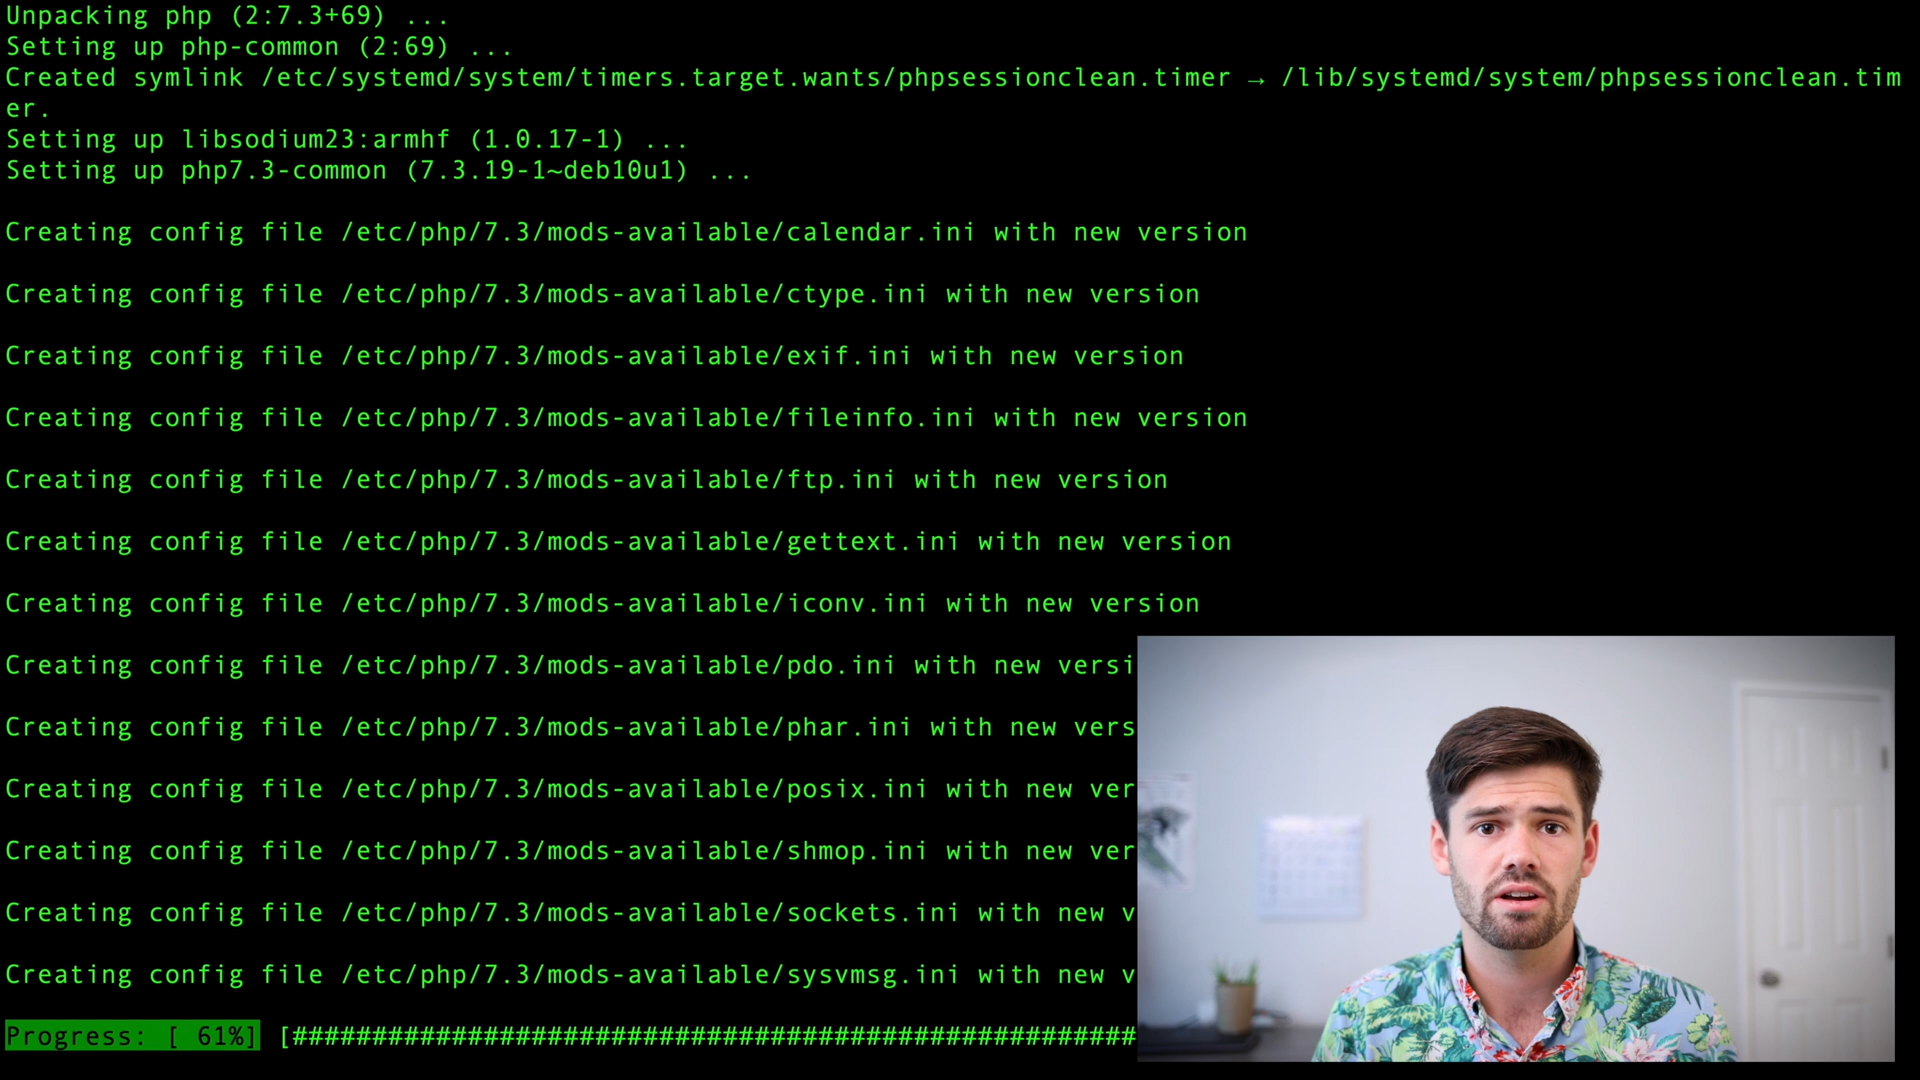 Unpacking php (2:7.3+69) ...
Setting up php-common (2:69) ...
Created symlink /etc/systemd/system/timers.target.wants/phpsessionclean.timer → /lib/systemd/system/phpsessionclean.tim
er.
Setting up libsodium23:armhf (1.0.17-1) ...
Setting up php7.3-common (7.3.19-1~deb10u1) ...
Creating config file /etc/php/7.3/mods-available/calendar.ini with new version
Creating config file /etc/php/7.3/mods-available/ctype.ini with new version
Creating config file /etc/php/7.3/mods-available/exif.ini with new version
Creating config file /etc/php/7.3/mods-available/fileinfo.ini with new version
Creating config file /etc/php/7.3/mods-available/ftp.ini with new version
Creating config file /etc/php/7.3/mods-available/gettext.ini with new version
Creating config file /etc/php/7.3/mods-available/iconv.ini with new version
Creating config file /etc/php/7.3/mods-available/pdo.ini with new versi
Creating config file /etc/php/7.3/mods-available/phar.ini with new vers
Creating config file /etc/php/7.3/mods-available/posix.ini with new ver
Creating config file /etc/php/7.3/mods-available/shmop.ini with new ver
Creating config file /etc/php/7.3/mods-available/sockets.ini with new v
Creating config file /etc/php/7.3/mods-available/sysvmsg.ini with new v
Progress: [ 61%] [#####################################################